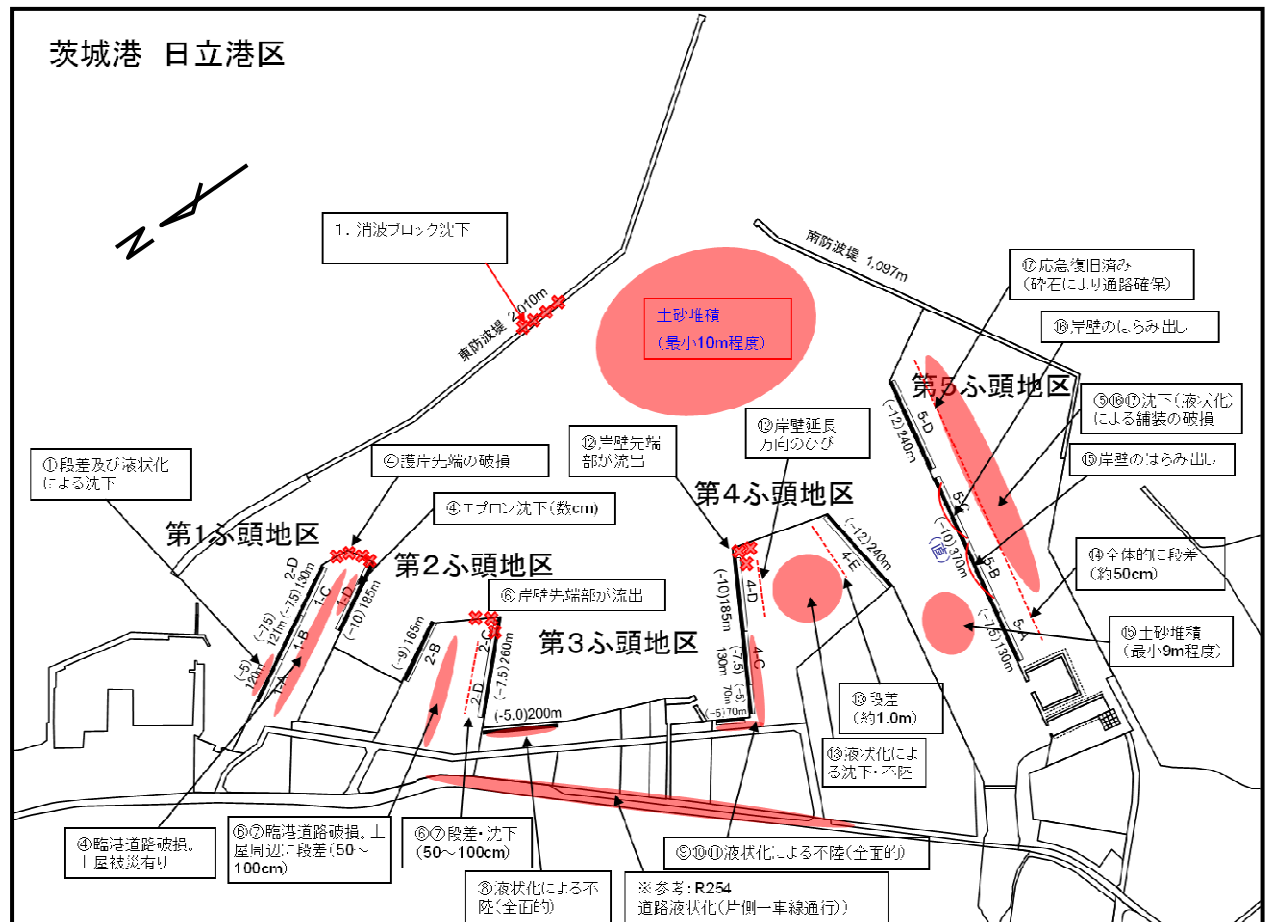 茨城港 日立港区
N
1. 消波ブロック沈下
東防波堤 2,010m
土砂堆積
(最小10m程度)
南防波堤 1,097m
⑰応急復旧済み
(砕石により通路確保)
⑯岸壁のはらみ出し
第5ふ頭地区
⑮⑯⑰沈下(液状化)
による舗装の破損
⑮岸壁のはらみ出し
⑭全体的に段差
(約50cm)
⑮土砂堆積
(最小9m程度)
5-D
(-12)240m
5-C
(-10)370m
(直)
5-B
5-A
(-7.5)130m
⑫岸壁先端
部が流出
⑫岸壁延長
方向のひび
第4ふ頭地区
(-12)240m
4-E
4-D
(-10)185m
4-C
(-7.5)
130m
(-5)
70m
(-5)70m
⑬段差
(約1.0m)
⑬液状化によ
る沈下・不陸
①段差及び液状化
による沈下
④護岸先端の破損
④エプロン沈下(数cm)
第1ふ頭地区
2-D
(-7.5)130m
(-7.5)
121m
(-5)
120m
1-A
1-B
1-C
1-D
(-10)185m
第2ふ頭地区
⑥岸壁先端部が流出
第3ふ頭地区
(-9)165m
2-B
2-C
2-D
(-7.5)260m
(-5.0)200m
④臨港道路破損。
上屋被災有り
⑥⑦臨港道路破損。上
屋周辺に段差(50～
100cm)
⑥⑦段差・沈下
(50～100cm)
⑧液状化による不
陸(全面的)
⑨⑩⑪液状化による不陸(全面的)
※参考:R254
道路液状化(片側一車線通行))